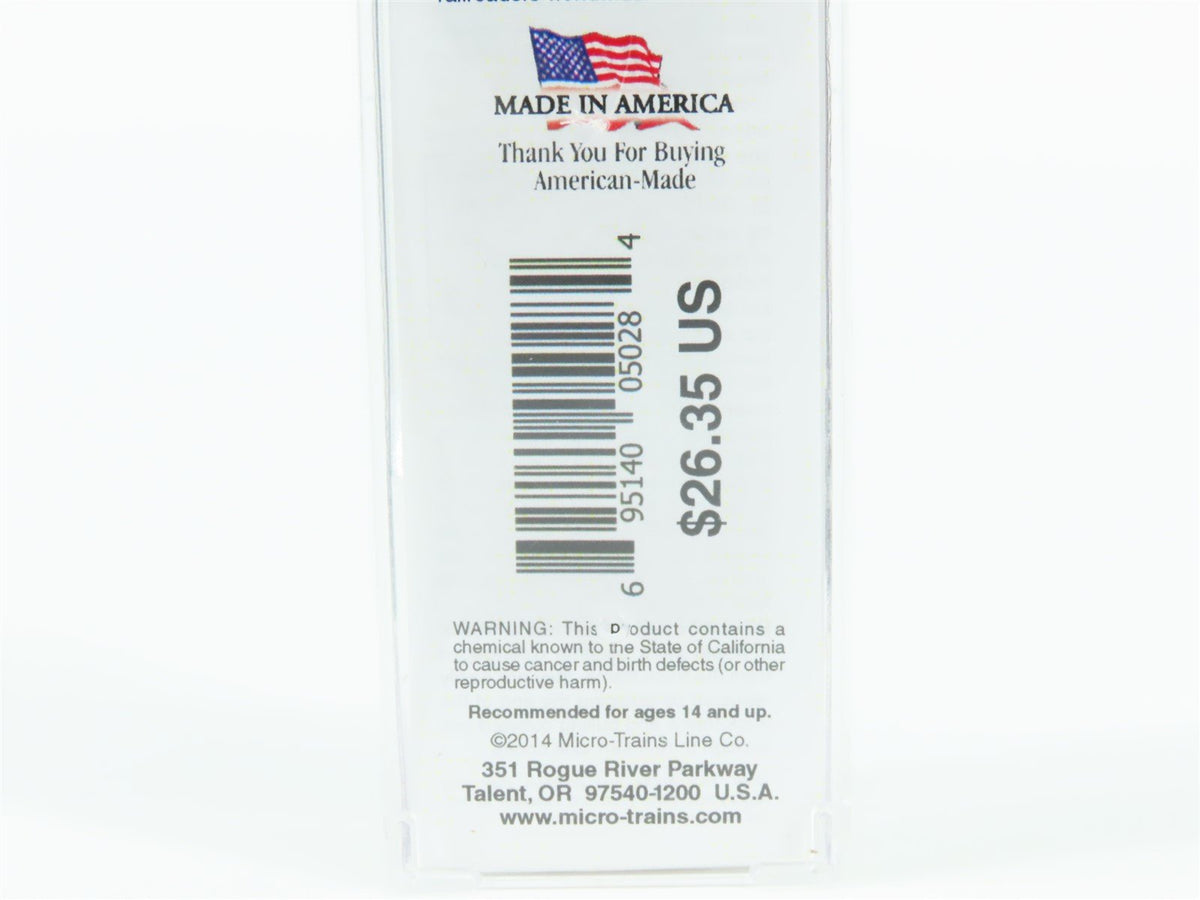 MADE IN AMERICA
Thank You For Buying
American-Made
6 95140 05028 4
$26.35 US
WARNING: This product contains a
chemical known to the State of California
to cause cancer and birth defects (or other
reproductive harm).
Recommended for ages 14 and up.
©2014 Micro-Trains Line Co.
351 Rogue River Parkway
Talent, OR 97540-1200 U.S.A.
www.micro-trains.com